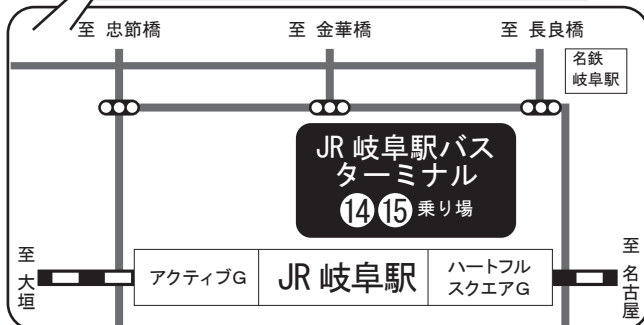 至 忠節橋
至 金華橋
至 長良橋
名鉄
岐阜駅
JR 岐阜駅バス
ターミナル
⑭⑮乗り場
至大垣
アクティブG
JR 岐阜駅
ハートフル
スクエアG
至名古屋